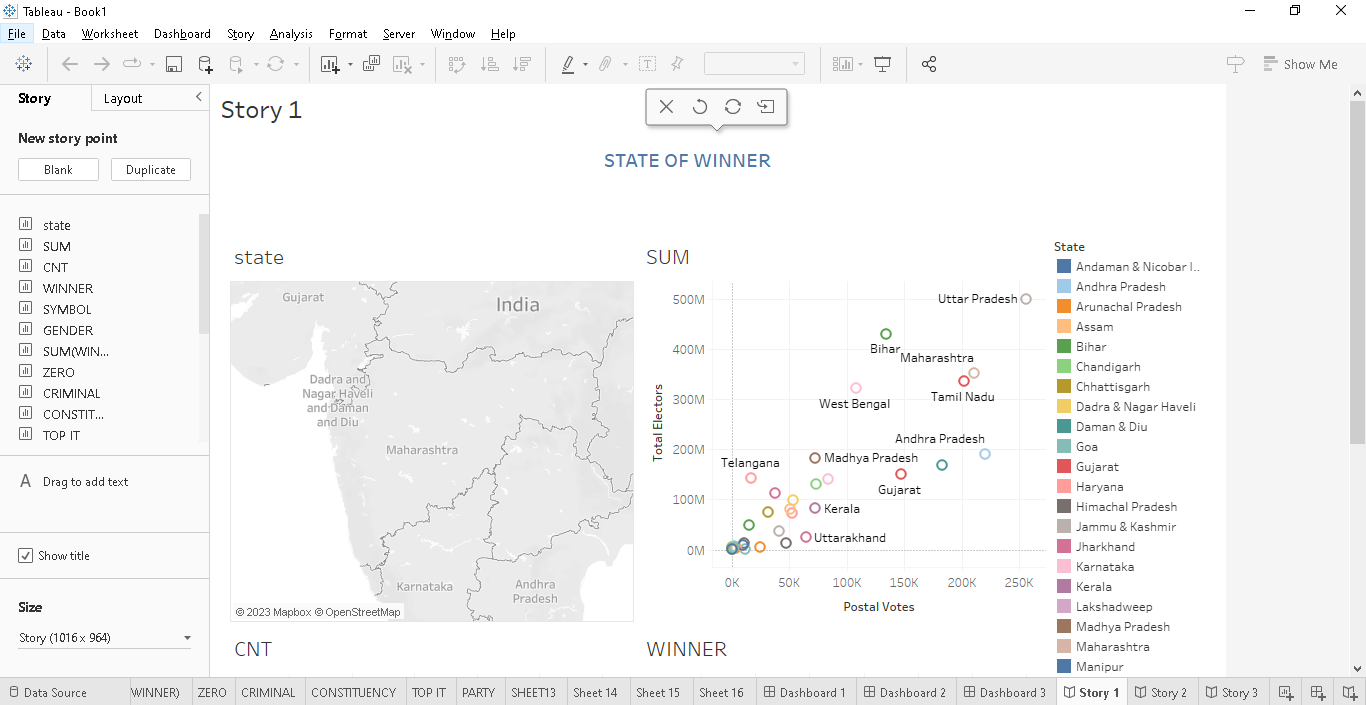 Tableau - Book1
File Data Worksheet Dashboard Story Analysis Format Server Window Help
Show Me
Story Layout
New story point
Blank Duplicate
state
SUM
CNT
WINNER
SYMBOL
GENDER
SUM(WIN...
ZERO
CRIMINAL
CONSTIT...
TOP IT
A Drag to add text
Show title
Size
Story (1016 x 964)
Story 1
STATE OF WINNER
state
Gujarat
India
Dadra and
Nagar Haveli
and Daman
and Diu
Maharashtra
Karnataka
Andhra
Pradesh
© 2023 Mapbox © OpenStreetMap
SUM
Total Electors
500M
400M
300M
200M
100M
0M
Uttar Pradesh
Bihar
Maharashtra
Tamil Nadu
West Bengal
Andhra Pradesh
Telangana
Madhya Pradesh
Gujarat
Kerala
Uttarakhand
0K 50K 100K 150K 200K 250K
Postal Votes
State
Andaman & Nicobar I..
Andhra Pradesh
Arunachal Pradesh
Assam
Bihar
Chandigarh
Chhattisgarh
Dadra & Nagar Haveli
Daman & Diu
Goa
Gujarat
Haryana
Himachal Pradesh
Jammu & Kashmir
Jharkhand
Karnataka
Kerala
Lakshadweep
Madhya Pradesh
Maharashtra
Manipur
CNT
WINNER
Data Source WINNER) ZERO CRIMINAL CONSTITUENCY TOP IT PARTY SHEET13 Sheet 14 Sheet 15 Sheet 16 Dashboard 1 Dashboard 2 Dashboard 3 Story 1 Story 2 Story 3